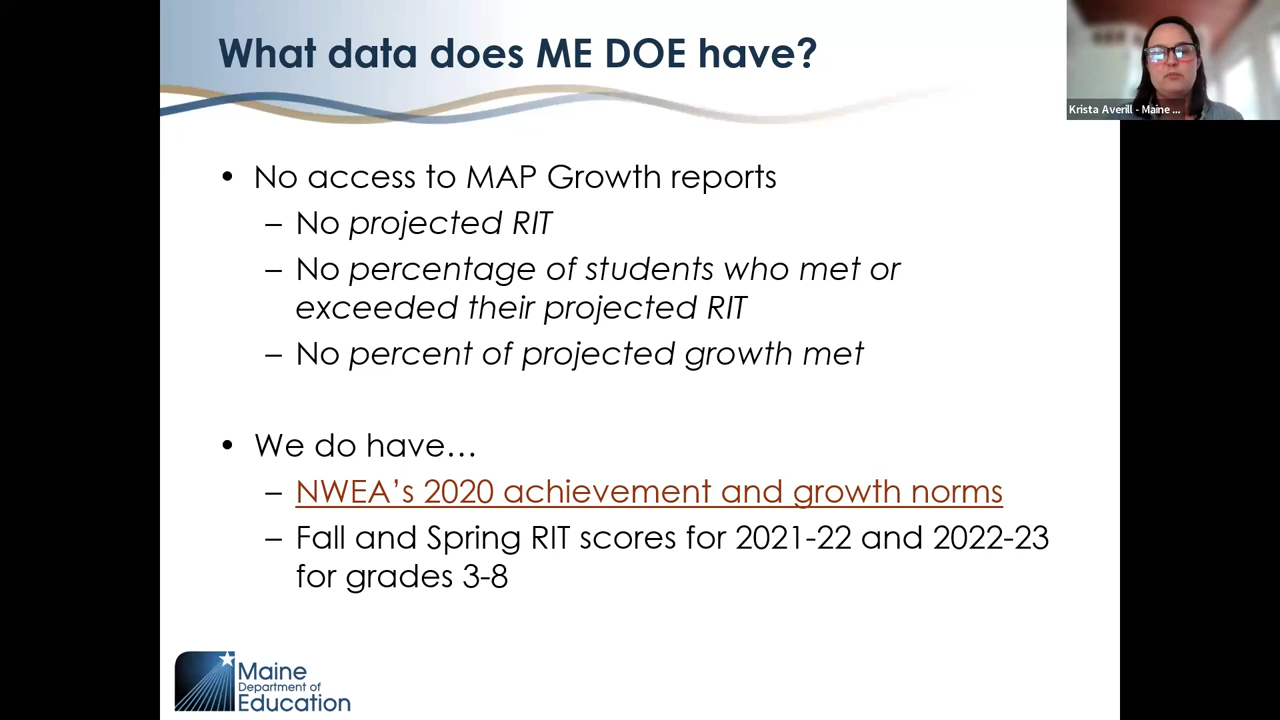 What data does ME DOE have?
Krista Averill - Maine ...
• No access to MAP Growth reports
– No projected RIT
– No percentage of students who met or
exceeded their projected RIT
– No percent of projected growth met
• We do have…
– NWEA’s 2020 achievement and growth norms
– Fall and Spring RIT scores for 2021-22 and 2022-23
for grades 3-8
Maine
Department of
Education